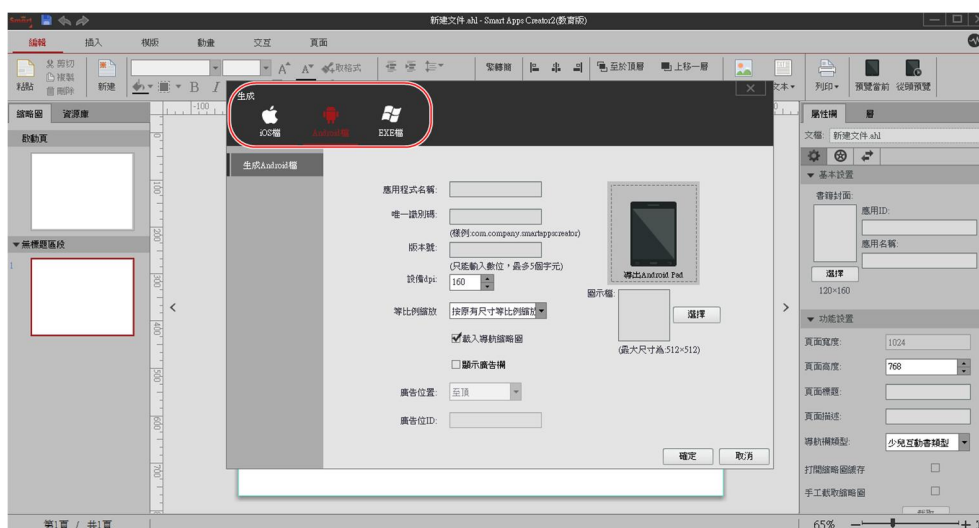 新建文件.ahl - Smart Apps Creator2(教育版)
編輯 插入 模版 動畫 交互 頁面
粘貼
剪切
複製
刪除
新建
B I
取格式
繁轉簡
至於頂層
上移一層
文本
列印
預覽當前
從頭預覽
縮略圖 資源庫
啟動頁
無標題區段
1
-100
100
200
300
400
500
600
700
生成
iOS檔 Android檔 EXE檔
生成Android檔
應用程式名稱:
唯一識別碼:
(樣例:com.company.smartappscreator)
版本號:
(只能輸入數位,最多5個字元)
設備dpi: 160
等比例縮放 按原有尺寸等比例縮放
載入導航縮略圖
顯示廣告欄
廣告位置: 至頂
廣告位ID:
導出Android Pad
圖示檔:
選擇
(最大尺寸為:512×512)
確定 取消
屬性欄 層
文檔: 新建文件.ahl
基本設置
書籍封面:
應用ID:
應用名稱:
選擇
120×160
功能設置
頁面寬度: 1024
頁面高度: 768
頁面標題:
頁面描述:
導航欄類型: 少兒互動書類型
打開縮略圖緩存
手工截取縮略圖
截取
第1頁 / 共1頁
65%